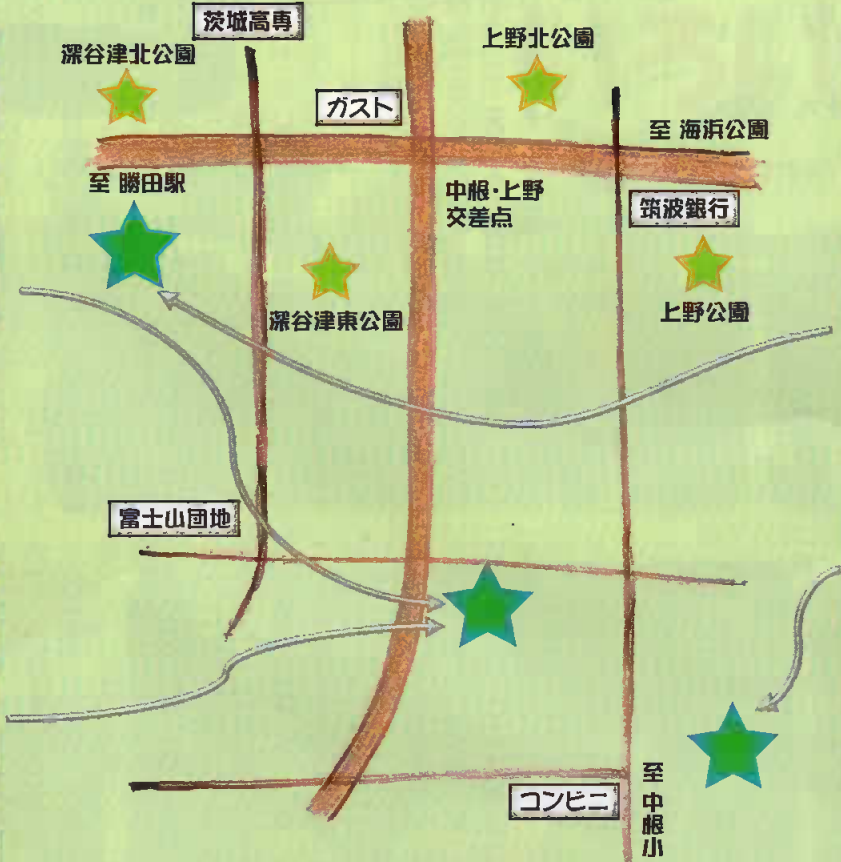 茨城高専
深谷津北公園
上野北公園
ガスト
至 海浜公園
至 勝田駅
中根・上野
交差点
筑波銀行
深谷津東公園
上野公園
富士山団地
コンビニ
至 中根小